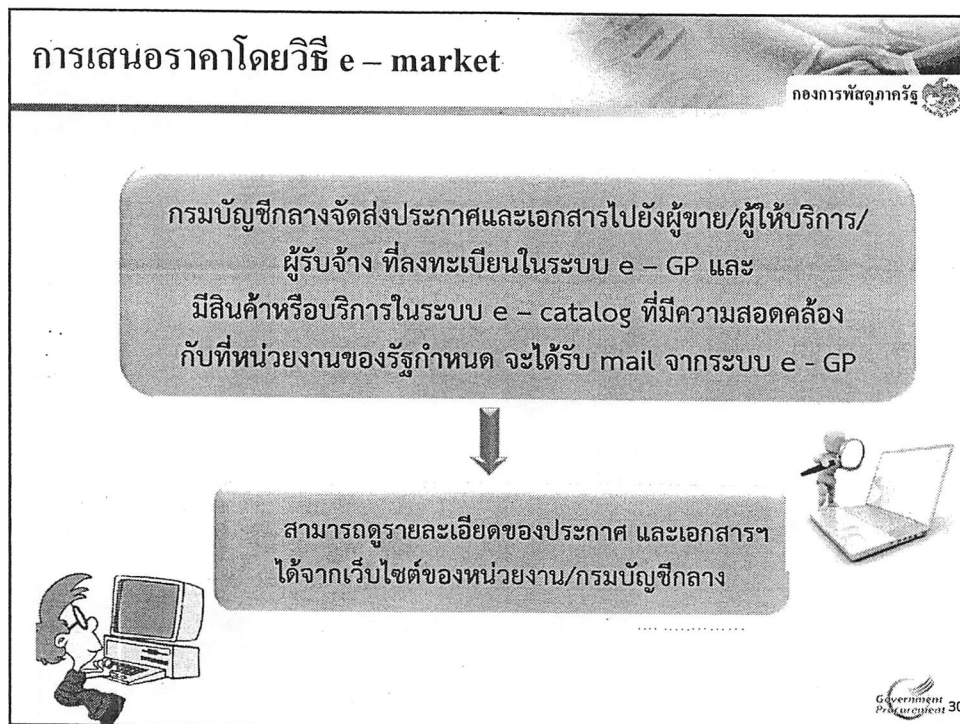 การเสนอราคาโดยวิธี e – market
กองการพัสดุภาครัฐ
กรมบัญชีกลางจัดส่งประกาศและเอกสารไปยังผู้ขาย/ผู้ให้บริการ/
ผู้รับจ้าง ที่ลงทะเบียนในระบบ e – GP และ
มีสินค้าหรือบริการในระบบ e – catalog ที่มีความสอดคล้อง
กับที่หน่วยงานของรัฐกำหนด จะได้รับ mail จากระบบ e - GP
สามารถดูรายละเอียดของประกาศ และเอกสารฯ
ได้จากเว็บไซต์ของหน่วยงาน/กรมบัญชีกลาง
Government
Procurement 30